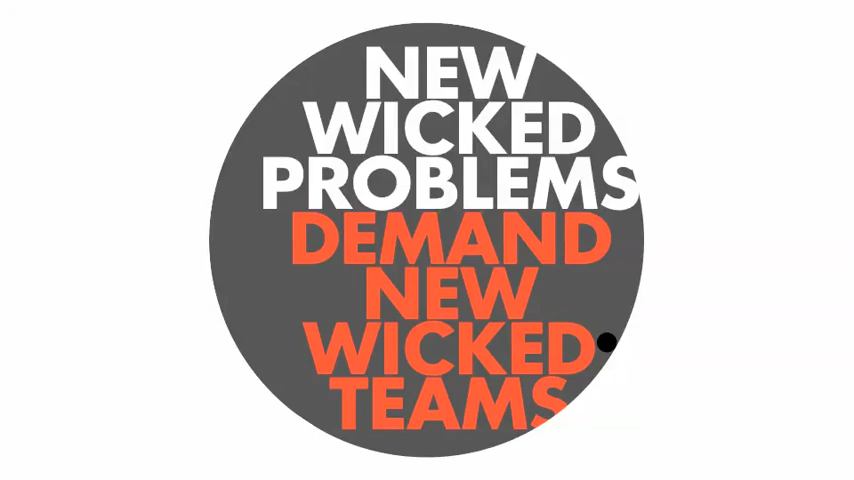 NEW
WICKED
PROBLEMS
DEMAND
NEW
WICKED
TEAMS